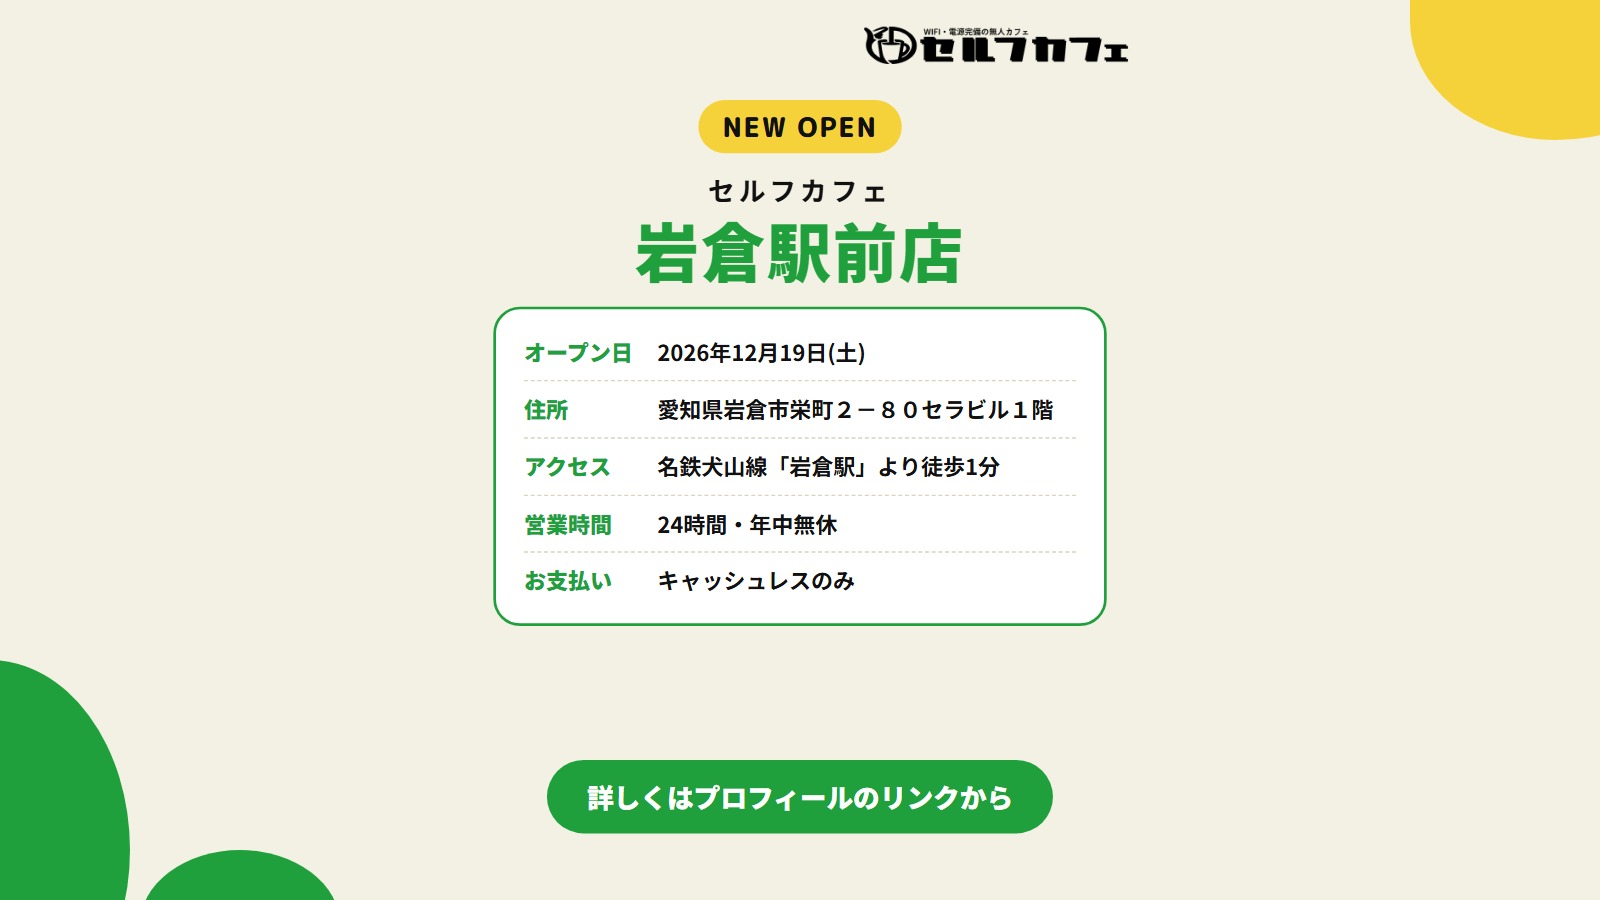 WIFI・電源完備の無人カフェ
セルフカフェ
NEW OPEN
セルフカフェ
岩倉駅前店
オープン日 2026年12月19日(土)
住所 愛知県岩倉市栄町２－８０セラビル１階
アクセス 名鉄犬山線「岩倉駅」より徒歩1分
営業時間 24時間・年中無休
お支払い キャッシュレスのみ
詳しくはプロフィールのリンクから